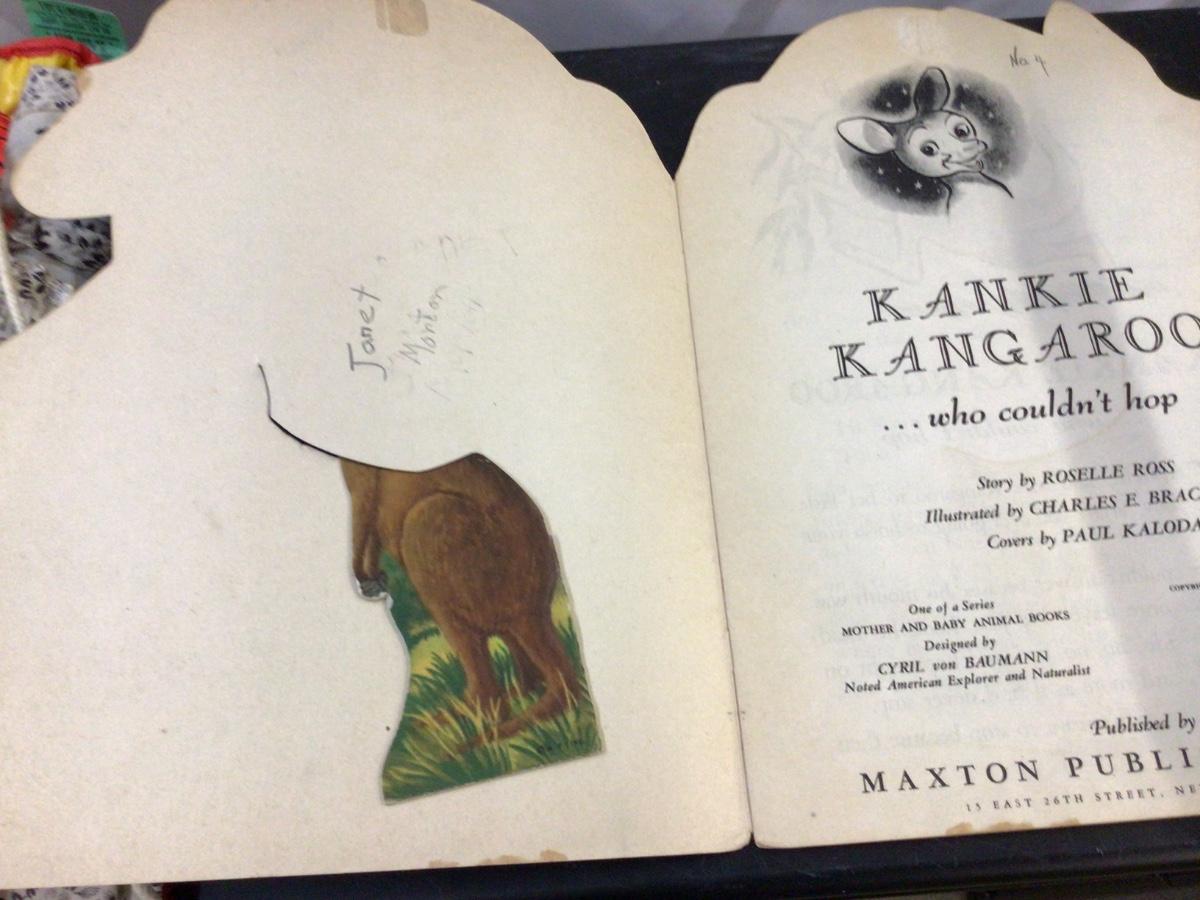 Janet
Morton
No 4
KANKIE
KANGAROO
...who couldn't hop
Story by ROSELLE ROSS
Illustrated by CHARLES E. BRAC
Covers by PAUL KALODA
COPYRI
One of a Series
MOTHER AND BABY ANIMAL BOOKS
Designed by
CYRIL von BAUMANN
Noted American Explorer and Naturalist
Published by
MAXTON PUBLI
15 EAST 26TH STREET, NE